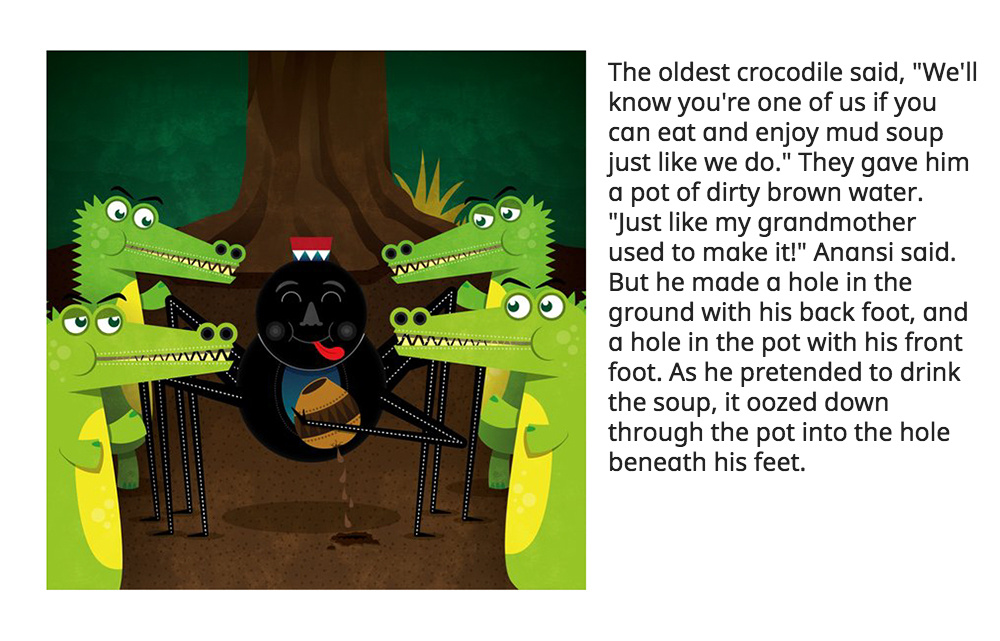 The oldest crocodile said, "We'll
know you're one of us if you
can eat and enjoy mud soup
just like we do." They gave him
a pot of dirty brown water.
"Just like my grandmother
used to make it!" Anansi said.
But he made a hole in the
ground with his back foot, and
a hole in the pot with his front
foot. As he pretended to drink
the soup, it oozed down
through the pot into the hole
beneath his feet.